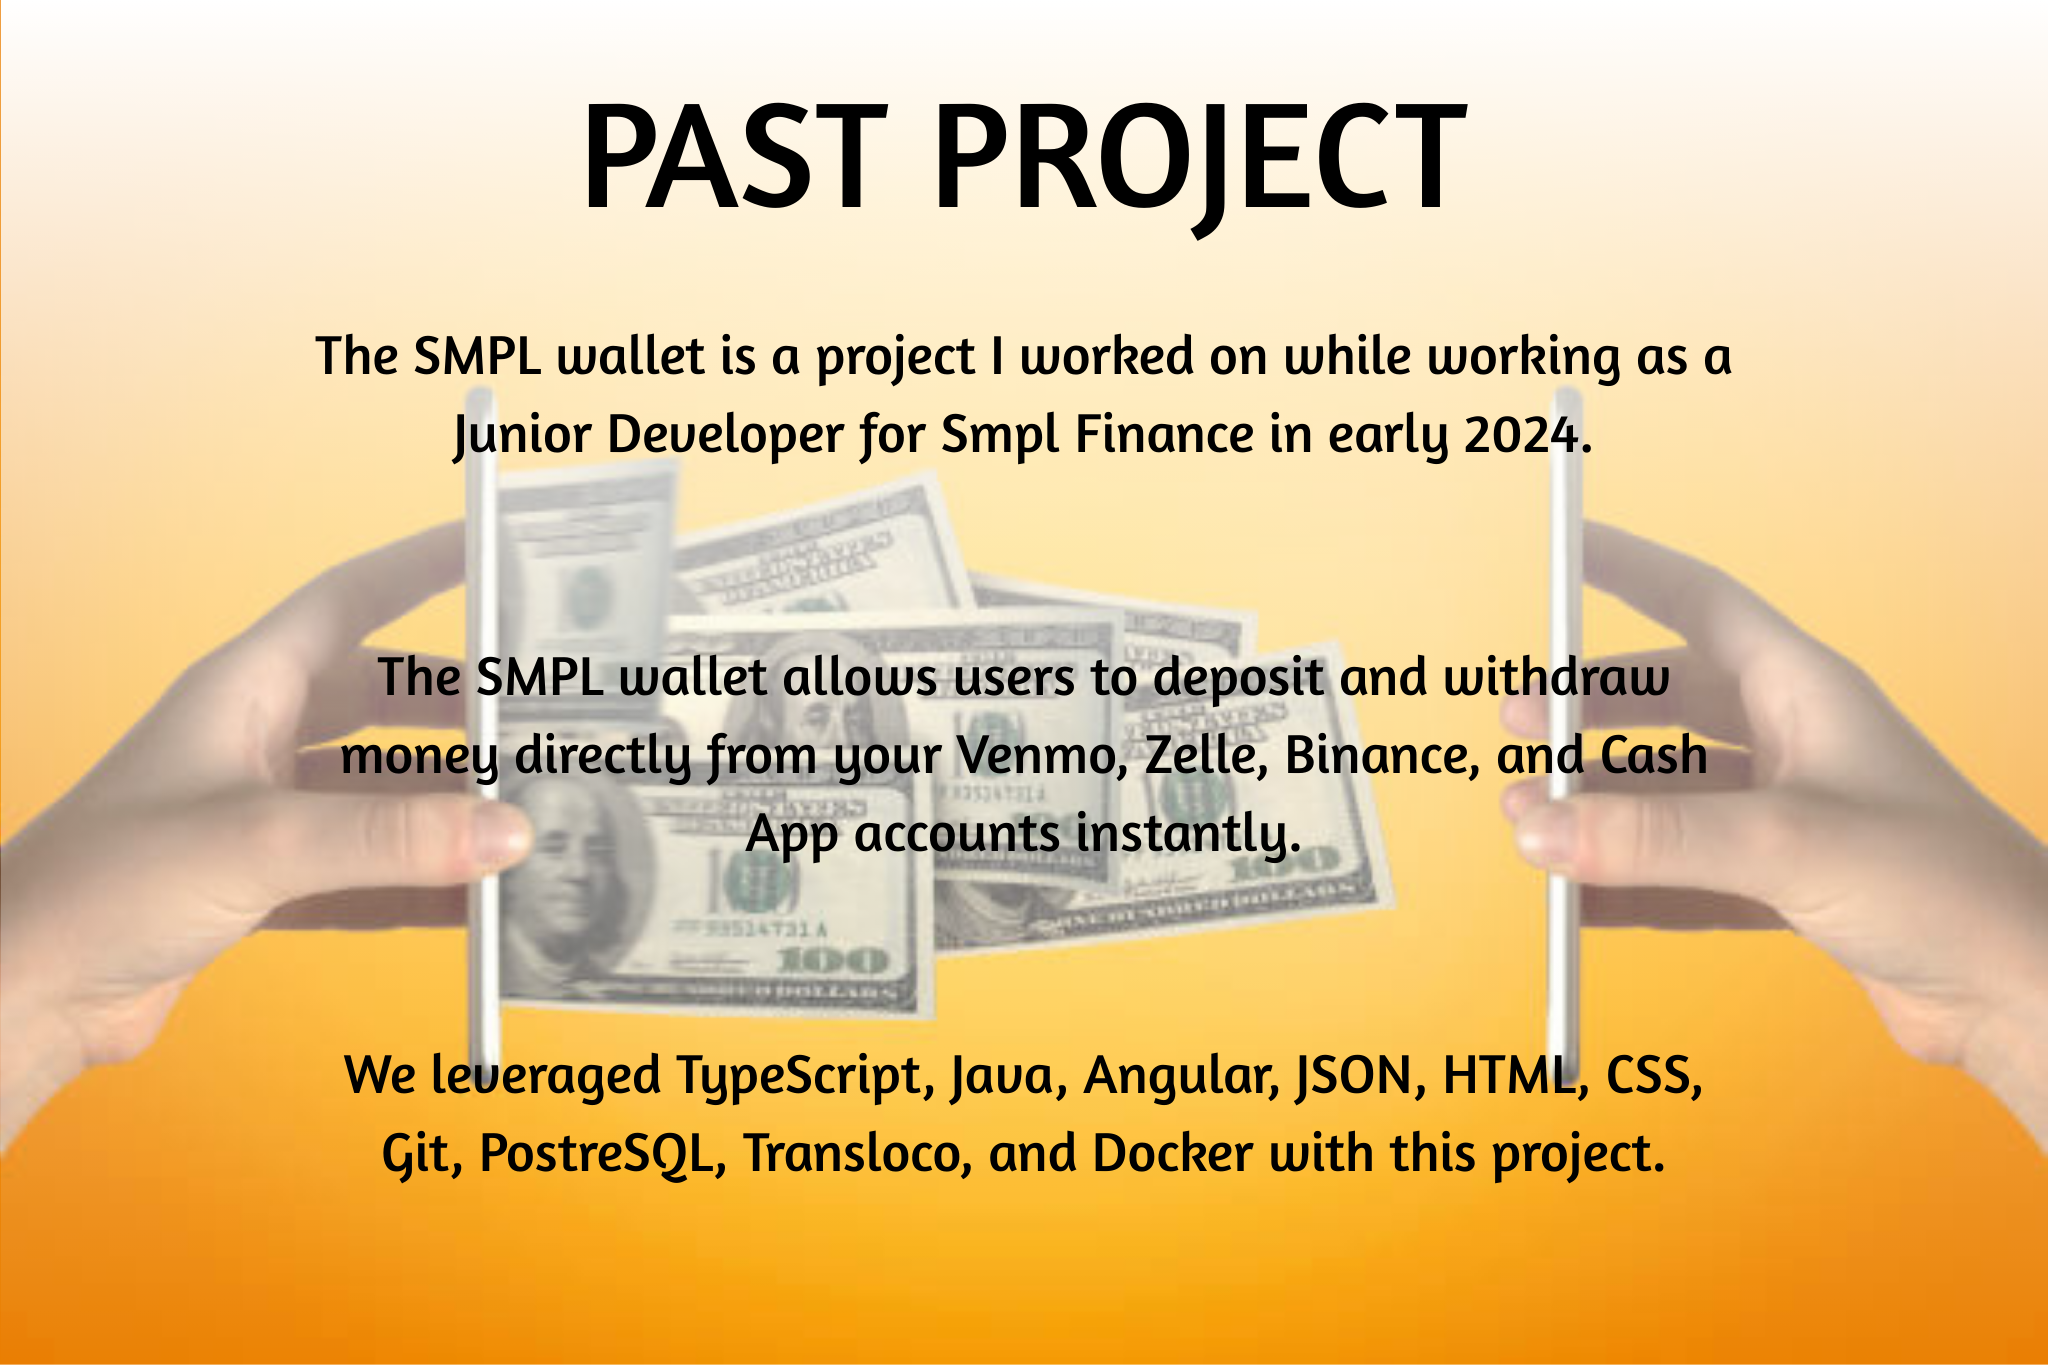 PAST PROJECT
The SMPL wallet is a project I worked on while working as a
Junior Developer for Smpl Finance in early 2024.
The SMPL wallet allows users to deposit and withdraw
money directly from your Venmo, Zelle, Binance, and Cash
App accounts instantly.
100
We leveraged TypeScript, Java, Angular, JSON, HTML, CSS,
Git, PostreSQL, Transloco, and Docker with this project.